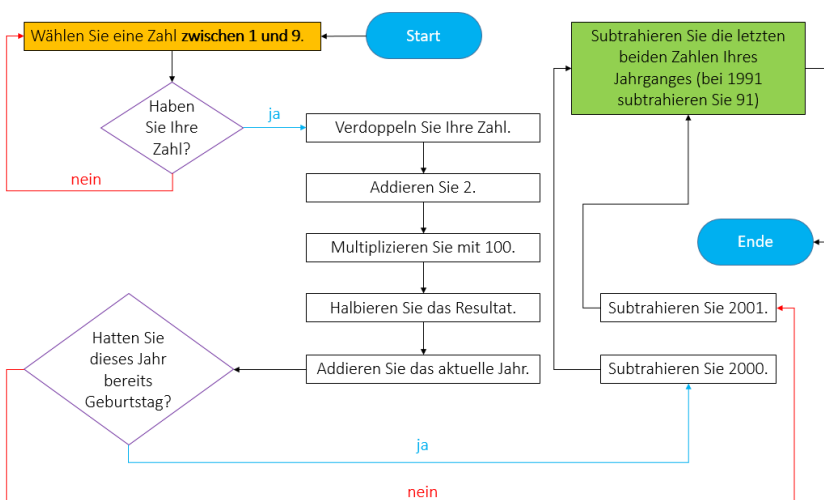 Wählen Sie eine Zahl zwischen 1 und 9.
Start
Haben
Sie Ihre
Zahl?
ja
nein
Verdoppeln Sie Ihre Zahl.
Addieren Sie 2.
Multiplizieren Sie mit 100.
Halbieren Sie das Resultat.
Addieren Sie das aktuelle Jahr.
Hatten Sie
dieses Jahr
bereits
Geburtstag?
ja
nein
Subtrahieren Sie 2000.
Subtrahieren Sie 2001.
Subtrahieren Sie die letzten
beiden Zahlen Ihres
Jahrganges (bei 1991
subtrahieren Sie 91)
Ende